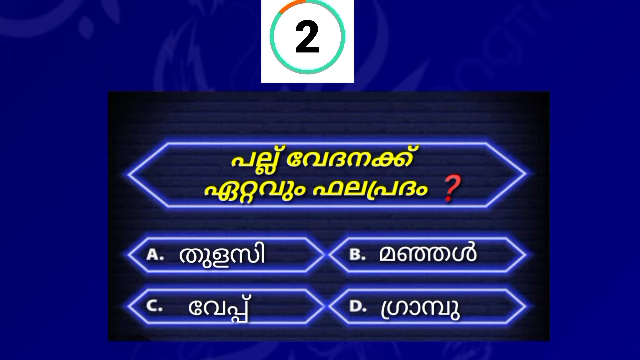 2
പല്ല് വേദനക്ക്
ഏറ്റവും ഫലപ്രദം ❓
A. തുളസി
B. മഞ്ഞൾ
C. വേപ്പ്
D. ഗ്രാമ്പു